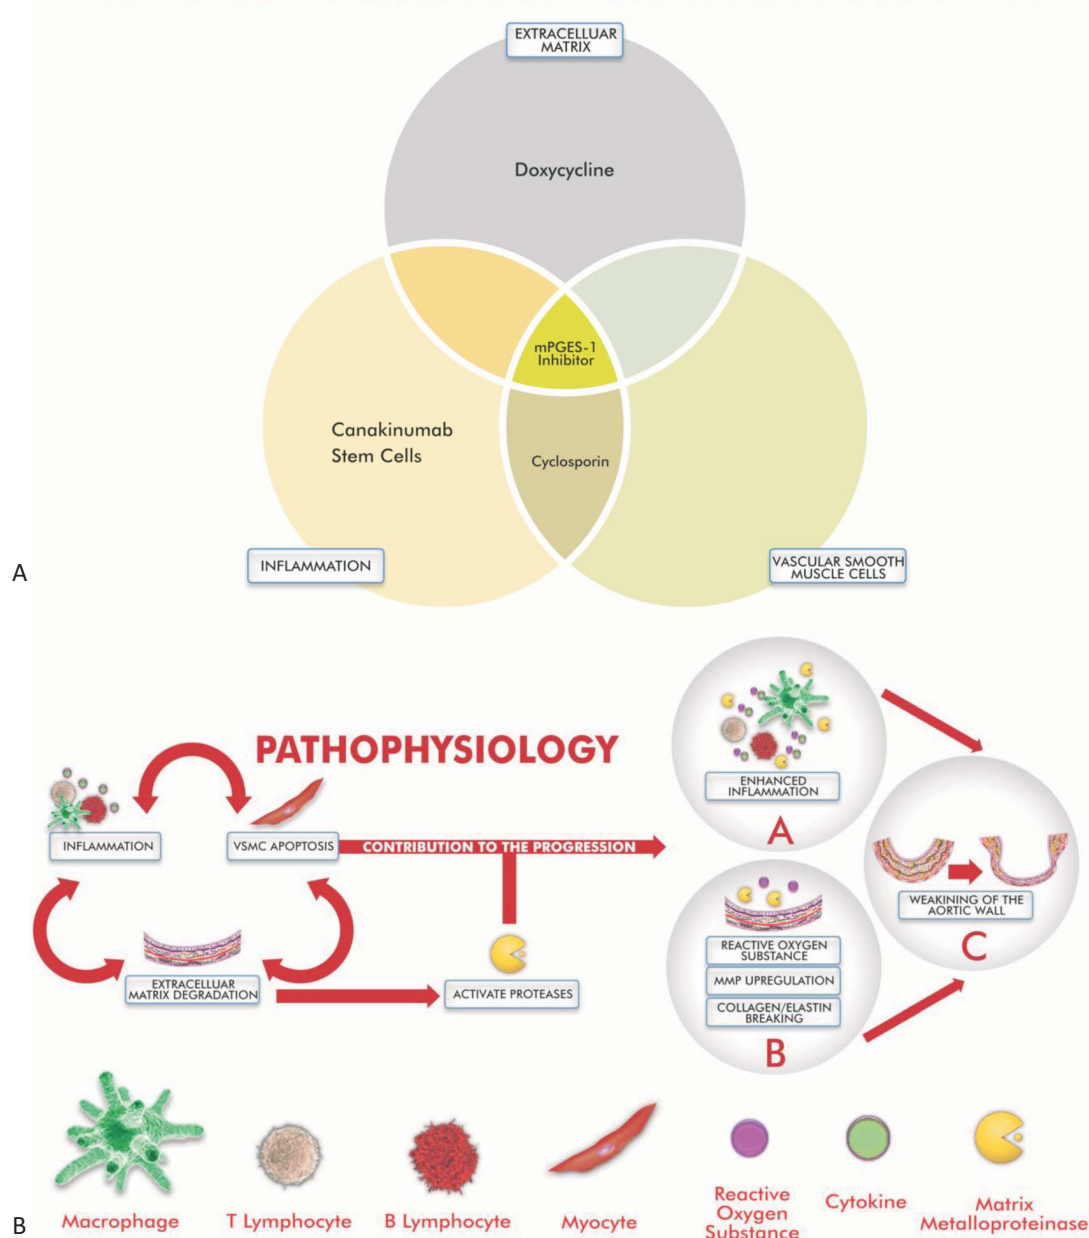 EXTRACELLUAR
MATRIX
Doxycycline
mPGES-1
Inhibitor
Canakinumab
Stem Cells
Cyclosporin
INFLAMMATION
VASCULAR SMOOTH
MUSCLE CELLS
A
PATHOPHYSIOLOGY
INFLAMMATION
VSMC APOPTOSIS
CONTRIBUTION TO THE PROGRESSION
EXTRACELLUAR
MATRIX DEGRADATION
ACTIVATE PROTEASES
ENHANCED
INFLAMMATION
A
REACTIVE OXYGEN
SUBSTANCE
MMP UPREGULATION
COLLAGEN/ELASTIN
BREAKING
B
WEAKINING OF THE
AORTIC WALL
C
Macrophage
T Lymphocyte
B Lymphocyte
Myocyte
Reactive
Oxygen
Substance
Cytokine
Matrix
Metalloproteinase
B